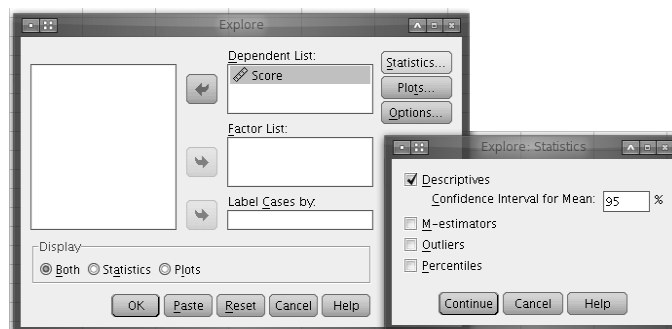 Explore
Dependent List:
Score
Statistics...
Plots...
Options...
Factor List:
Label Cases by:
Display
Both Statistics Plots
OK Paste Reset Cancel Help
Explore: Statistics
Descriptives
Confidence Interval for Mean: 95 %
M-estimators
Outliers
Percentiles
Continue Cancel Help